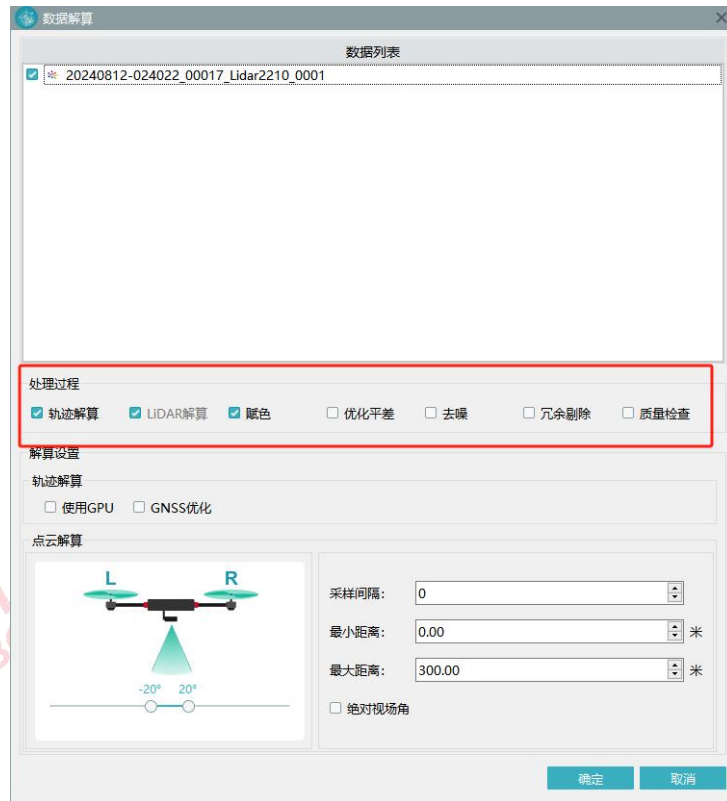 数据解算
数据列表
20240812-024022_00017_Lidar2210_0001
处理过程
轨迹解算 LiDAR解算 赋色 优化平差 去噪 冗余剔除 质量检查
解算设置
轨迹解算
使用GPU GNSS优化
点云解算
L R
-20° 20°
采样间隔: 0
最小距离: 0.00 米
最大距离: 300.00 米
绝对视场角
确定 取消